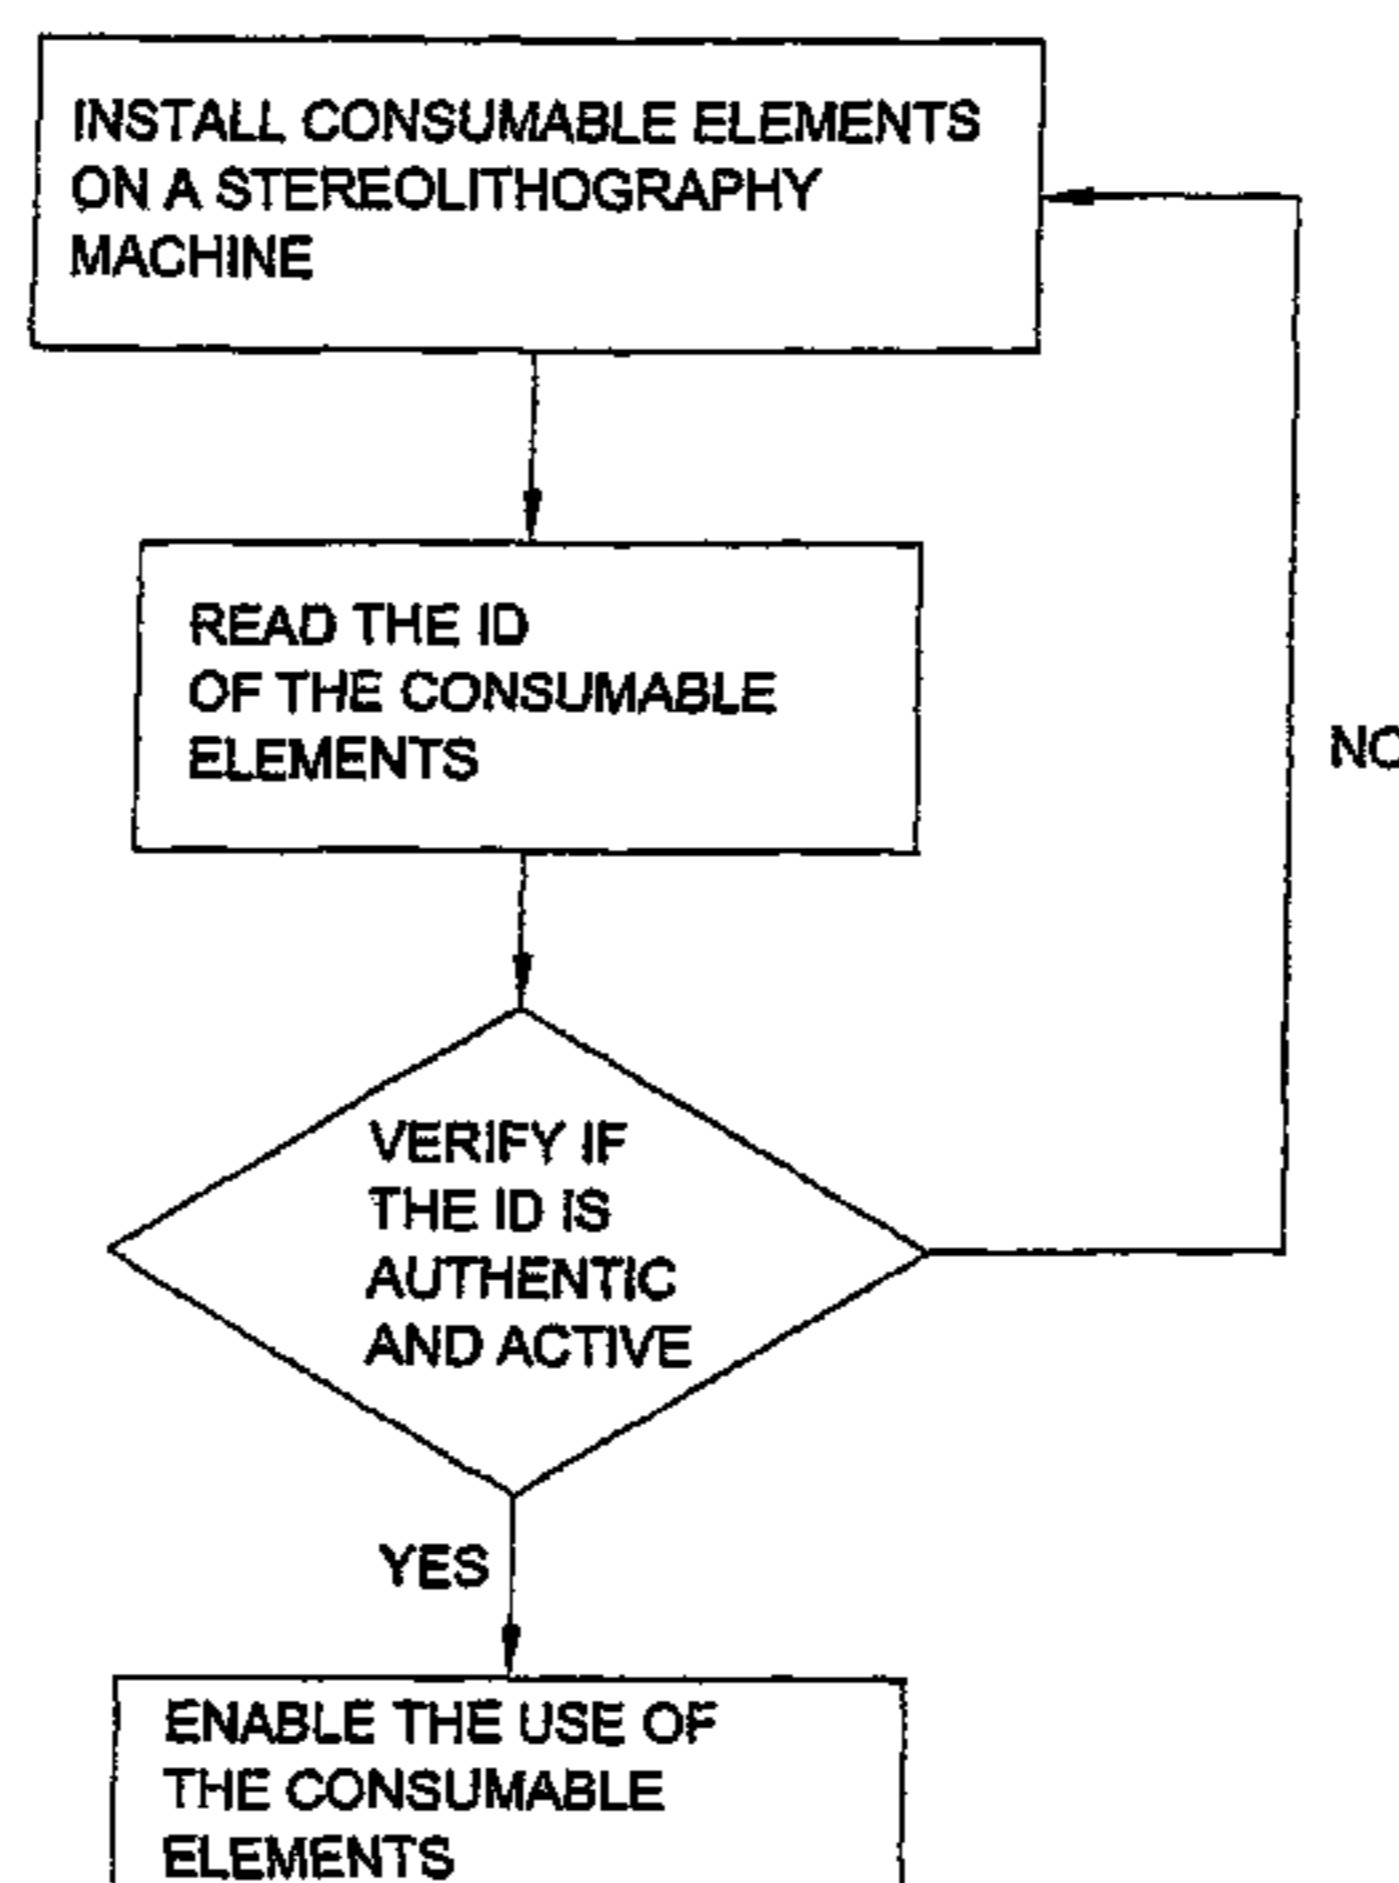 INSTALL CONSUMABLE ELEMENTS
ON A STEREOLITHOGRAPHY
MACHINE
READ THE ID
OF THE CONSUMABLE
ELEMENTS
NO
VERIFY IF
THE ID IS
AUTHENTIC
AND ACTIVE
YES
ENABLE THE USE OF
THE CONSUMABLE
ELEMENTS